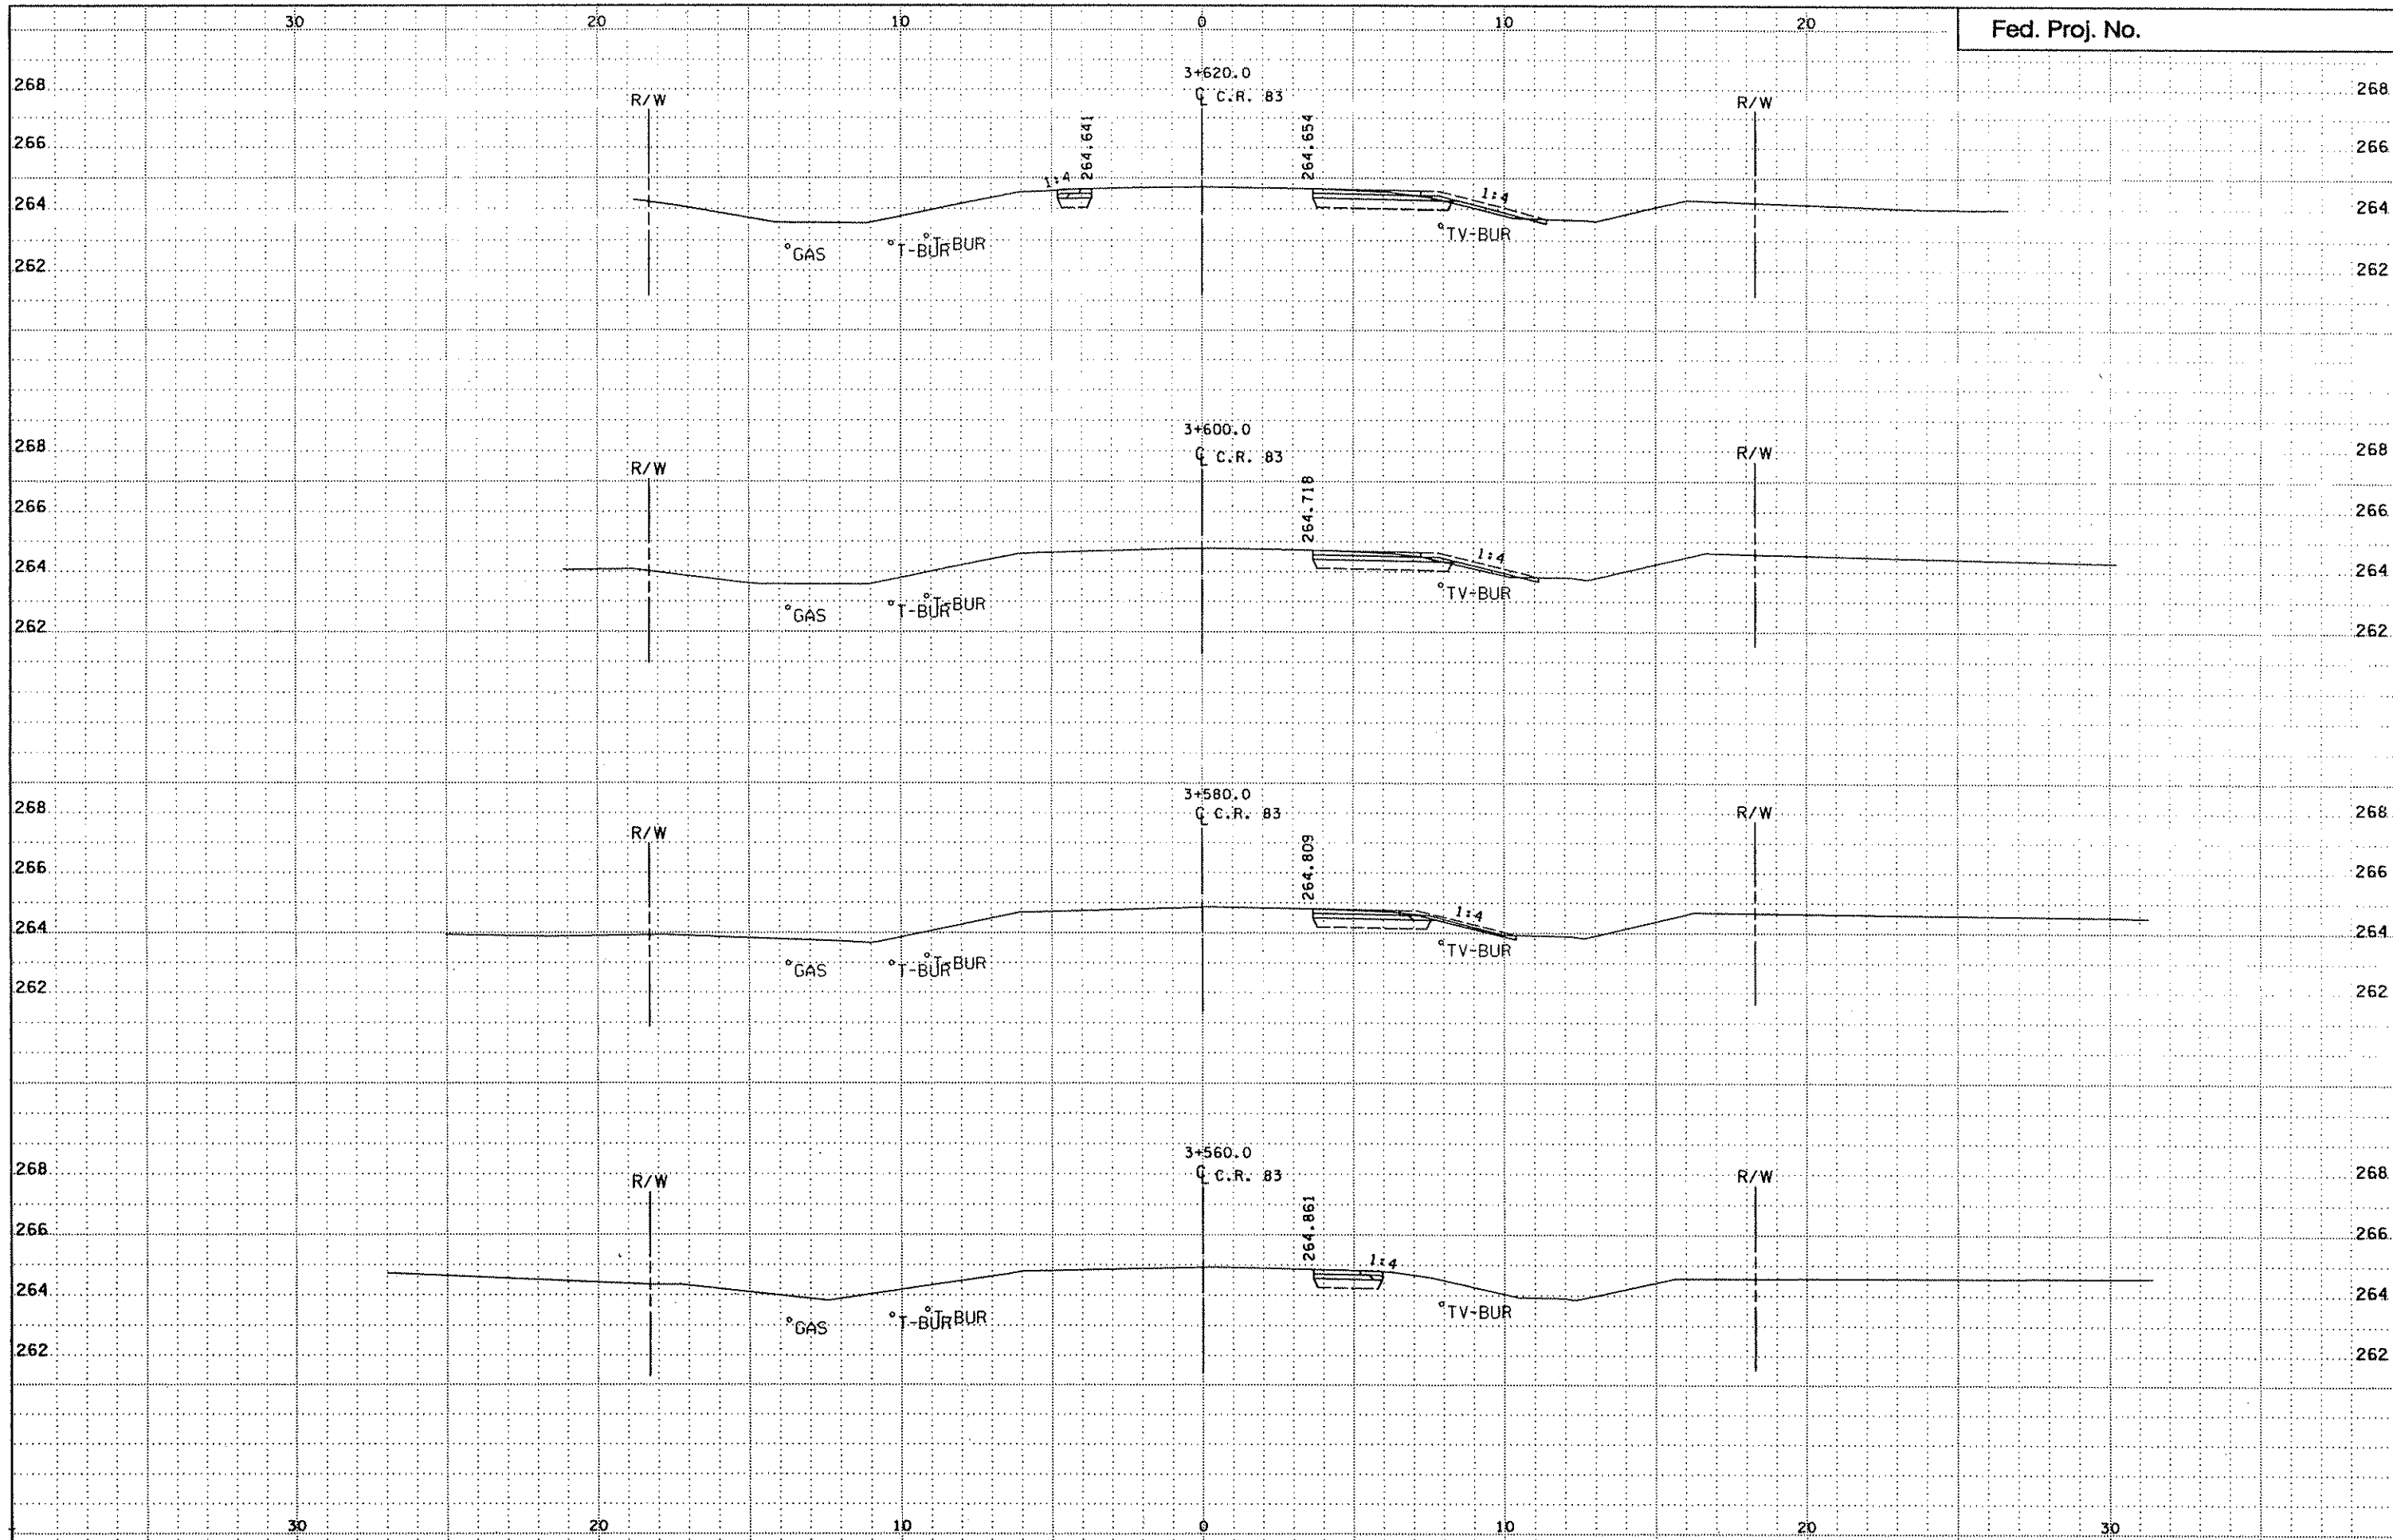 30 20 10 0 10 20
Fed. Proj. No.
3+620.0
268 R/W ℄ C.R. 83 R/W 268
266 264.641 264.654 266
1:4 1:4
264 264
°GAS °T-BUR °T-BUR °TV-BUR
262 262
3+600.0
268 R/W ℄ C.R. 83 R/W 268
266 264.718 266
1:4
264 264
°GAS °T-BUR °T-BUR °TV-BUR
262 262
3+580.0
268 R/W ℄ C.R. 83 R/W 268
266 264.809 266
1:4
264 264
°GAS °T-BUR °T-BUR °TV-BUR
262 262
3+560.0
268 R/W ℄ C.R. 83 R/W 268
266 264.861 266
1:4
264 264
°GAS °T-BUR °T-BUR °TV-BUR
262 262
30 20 10 0 10 20 30